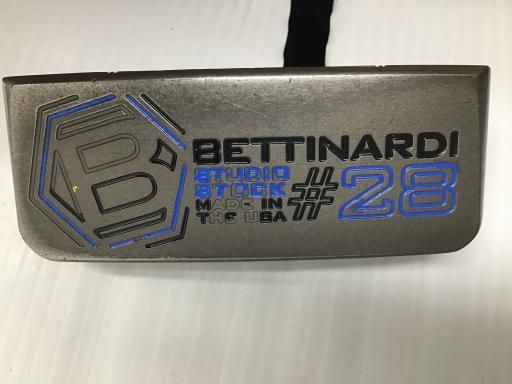 B
BETTINARDI
STUDIO
STOCK
MADE IN
THE USA
#28